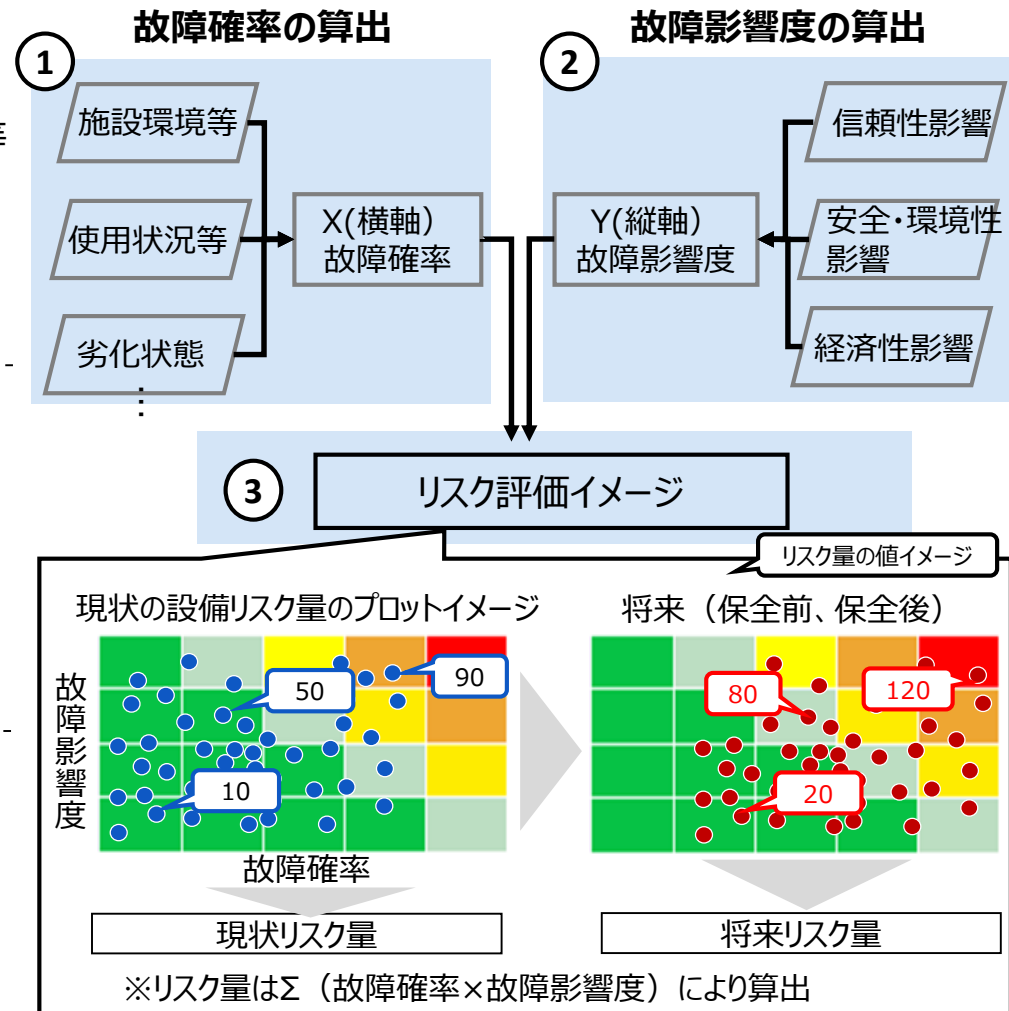 故障確率の算出
1
施設環境等
使用状況等
劣化状態
⋮
X(横軸)
故障確率
故障影響度の算出
2
信頼性影響
安全・環境性
影響
経済性影響
Y(縦軸)
故障影響度
3
リスク評価イメージ
リスク量の値イメージ
現状の設備リスク量のプロットイメージ
故障影響度
50
90
10
故障確率
現状リスク量
将来（保全前、保全後）
80
120
20
将来リスク量
※リスク量はΣ（故障確率×故障影響度）により算出